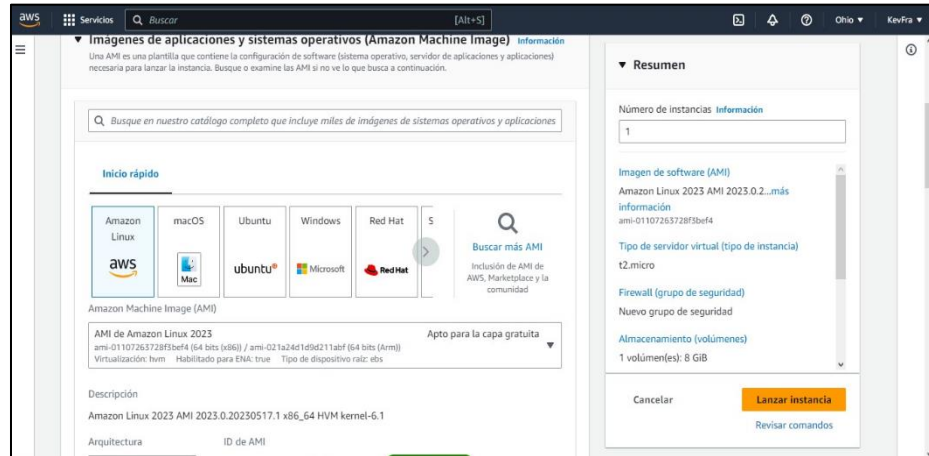 aws
Servicios
Buscar
[Alt+S]
Ohio
KevFra
Imágenes de aplicaciones y sistemas operativos (Amazon Machine Image) Información
Una AMI es una plantilla que contiene la configuración de software (sistema operativo, servidor de aplicaciones y aplicaciones)
necesaria para lanzar la instancia. Busque o examine las AMI si no ve lo que busca a continuación.
Busque en nuestro catálogo completo que incluye miles de imágenes de sistemas operativos y aplicaciones
Inicio rápido
Amazon
Linux
aws
macOS
Mac
Ubuntu
ubuntu
Windows
Microsoft
Red Hat
Red Hat
S
Buscar más AMI
Inclusión de AMI de
AWS, Marketplace y la
comunidad
Amazon Machine Image (AMI)
AMI de Amazon Linux 2023
Apto para la capa gratuita
ami-01107263728f3bef4 (64 bits (x86)) / ami-021a24d1d9d211abf (64 bits (Arm))
Virtualización: hvm Habilitado para ENA: true Tipo de dispositivo raíz: ebs
Descripción
Amazon Linux 2023 AMI 2023.0.20230517.1 x86_64 HVM kernel-6.1
Arquitectura
ID de AMI
Resumen
Número de instancias Información
1
Imagen de software (AMI)
Amazon Linux 2023 AMI 2023.0.2...más
información
ami-01107263728f3bef4
Tipo de servidor virtual (tipo de instancia)
t2.micro
Firewall (grupo de seguridad)
Nuevo grupo de seguridad
Almacenamiento (volúmenes)
1 volúmen(es): 8 GiB
Cancelar
Lanzar instancia
Revisar comandos